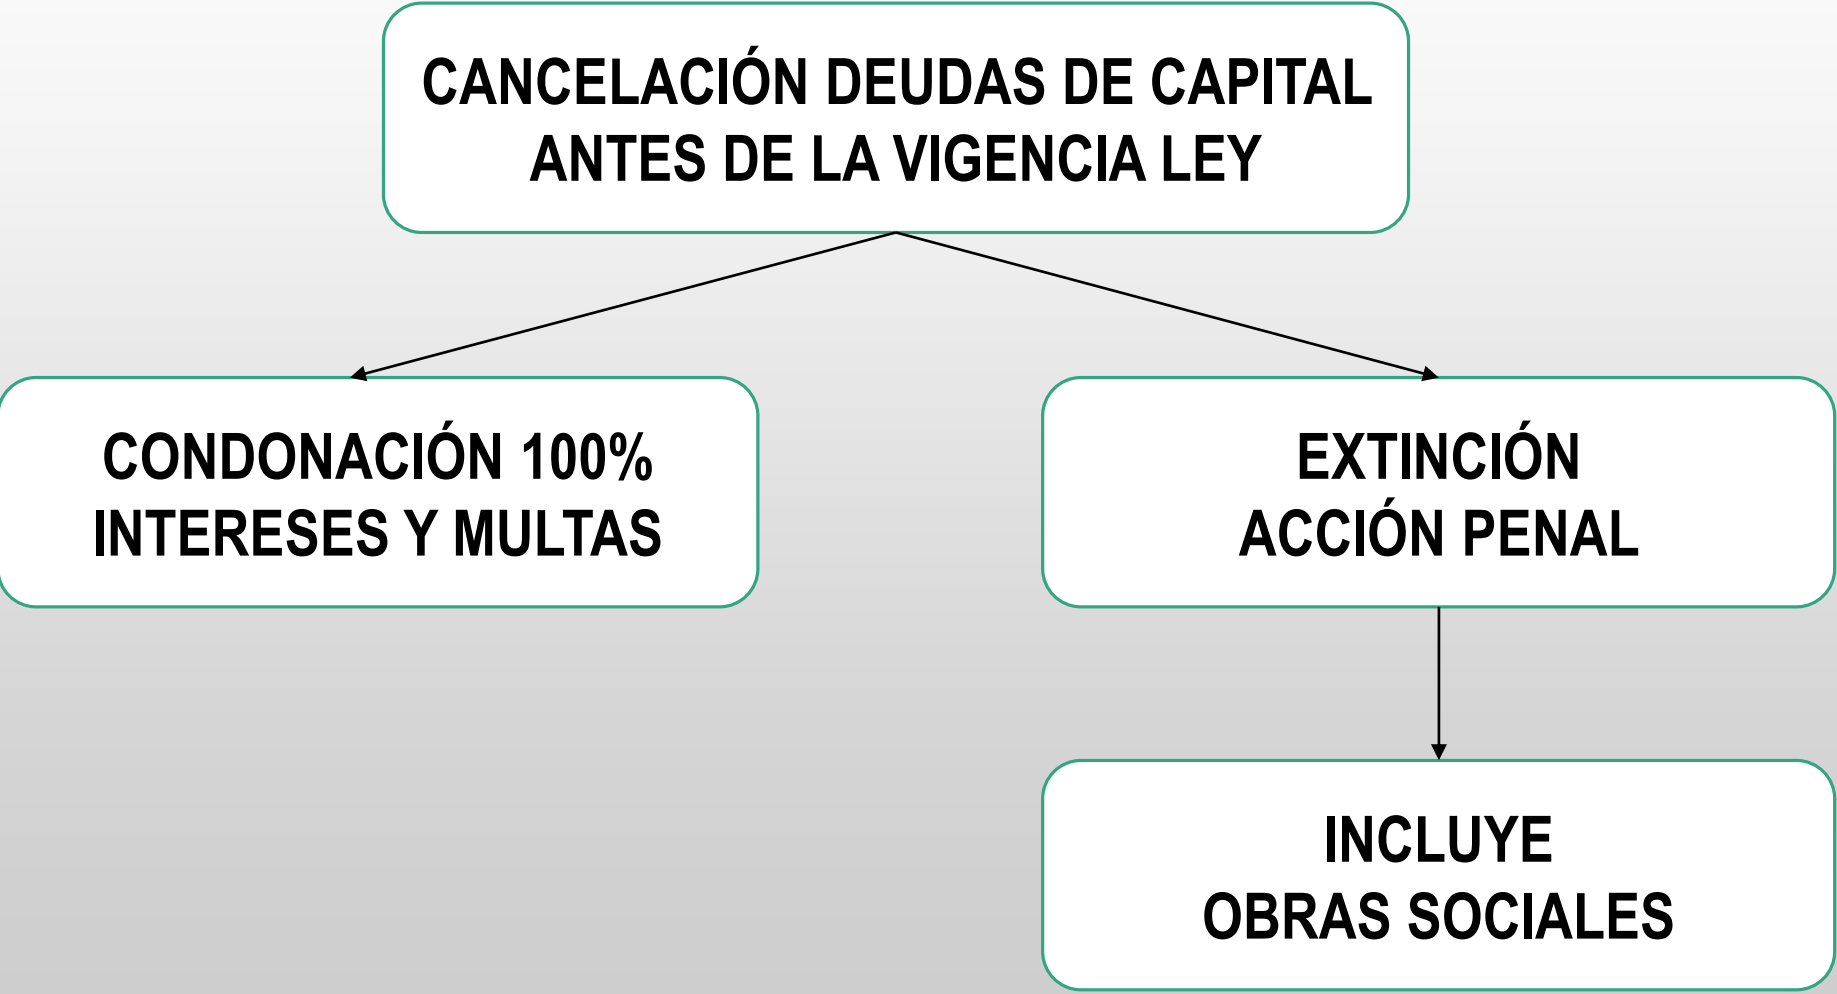 CANCELACIÓN DEUDAS DE CAPITAL
ANTES DE LA VIGENCIA LEY
CONDONACIÓN 100%
INTERESES Y MULTAS
EXTINCIÓN
ACCIÓN PENAL
INCLUYE
OBRAS SOCIALES